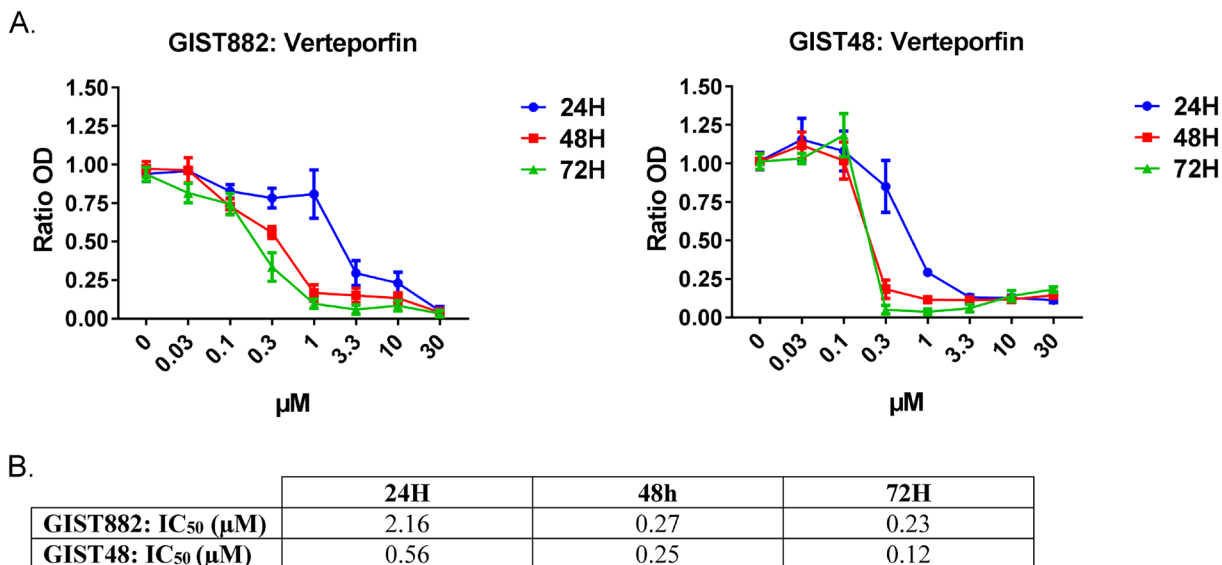 A.
GIST882: Verteporfin
1.50
1.25
1.00
0.75
0.50
0.25
0.00
Ratio OD
0 0.03 0.1 0.3 1 3.3 10 30
µM
24H
48H
72H
GIST48: Verteporfin
1.50
1.25
1.00
0.75
0.50
0.25
0.00
Ratio OD
0 0.03 0.1 0.3 1 3.3 10 30
µM
24H
48H
72H
B.
24H 48h 72H
GIST882: IC₅₀ (µM) 2.16 0.27 0.23
GIST48: IC₅₀ (µM) 0.56 0.25 0.12